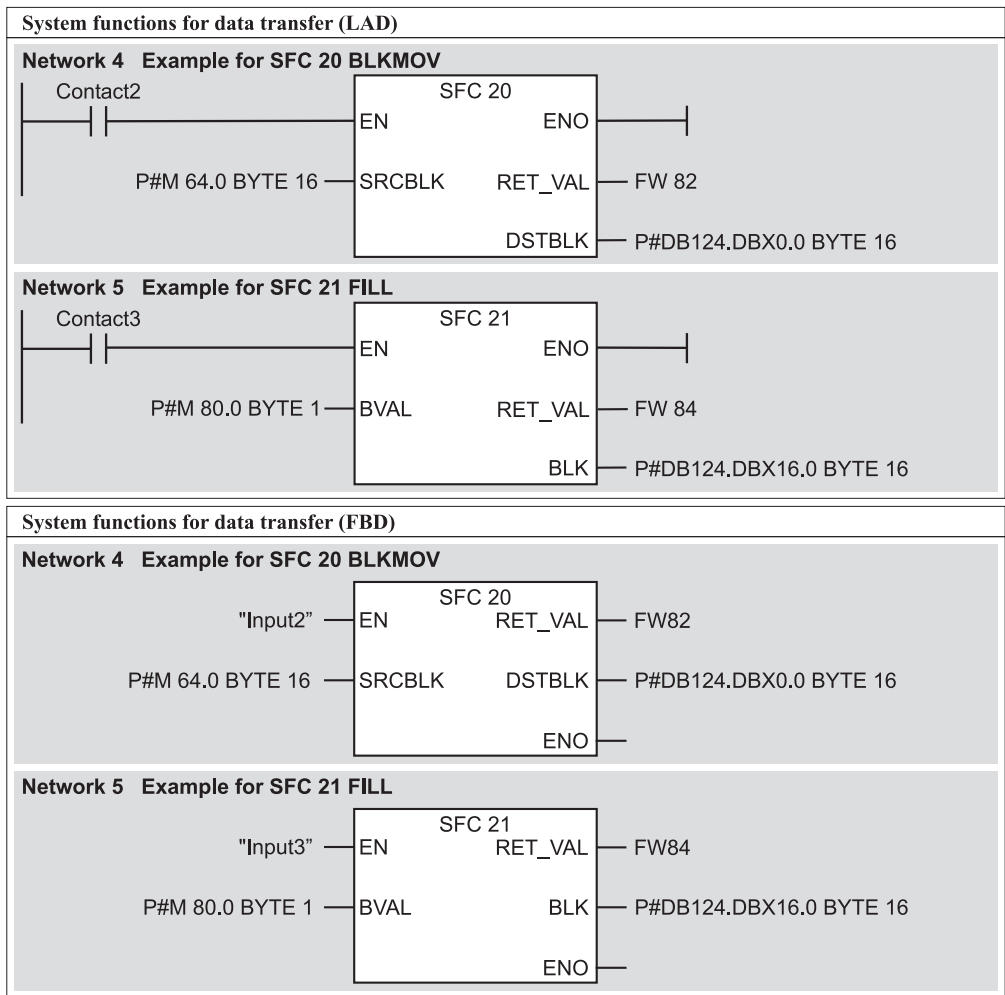 System functions for data transfer (LAD)
Network 4 Example for SFC 20 BLKMOV
Contact2
SFC 20
EN ENO
P#M 64.0 BYTE 16 SRCBLK RET_VAL FW 82
DSTBLK P#DB124.DBX0.0 BYTE 16
Network 5 Example for SFC 21 FILL
Contact3
SFC 21
EN ENO
P#M 80.0 BYTE 1 BVAL RET_VAL FW 84
BLK P#DB124.DBX16.0 BYTE 16
System functions for data transfer (FBD)
Network 4 Example for SFC 20 BLKMOV
SFC 20
"Input2” EN RET_VAL FW82
P#M 64.0 BYTE 16 SRCBLK DSTBLK P#DB124.DBX0.0 BYTE 16
ENO
Network 5 Example for SFC 21 FILL
SFC 21
"Input3” EN RET_VAL FW84
P#M 80.0 BYTE 1 BVAL BLK P#DB124.DBX16.0 BYTE 16
ENO